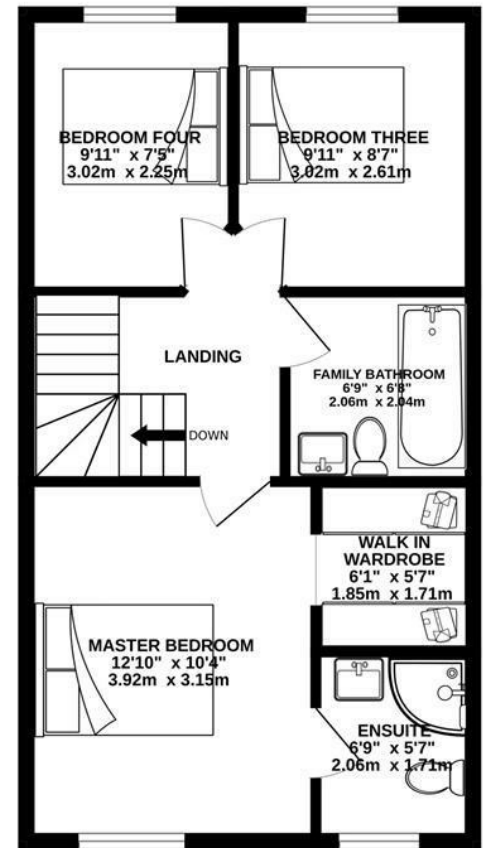 BEDROOM FOUR
9'11" x 7'5"
3.02m x 2.25m
BEDROOM THREE
9'11" x 8'7"
3.02m x 2.61m
LANDING
FAMILY BATHROOM
6'9" x 6'8"
2.06m x 2.04m
DOWN
WALK IN
WARDROBE
6'1" x 5'7"
1.85m x 1.71m
MASTER BEDROOM
12'10" x 10'4"
3.92m x 3.15m
ENSUITE
6'9" x 5'7"
2.06m x 1.71m